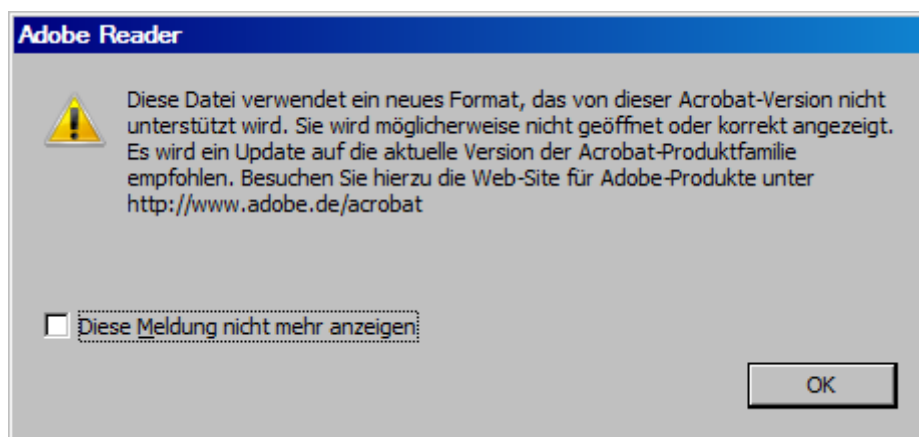 Adobe Reader
Diese Datei verwendet ein neues Format, das von dieser Acrobat-Version nicht
unterstützt wird. Sie wird möglicherweise nicht geöffnet oder korrekt angezeigt.
Es wird ein Update auf die aktuelle Version der Acrobat-Produktfamilie
empfohlen. Besuchen Sie hierzu die Web-Site für Adobe-Produkte unter
http://www.adobe.de/acrobat
Diese Meldung nicht mehr anzeigen
OK